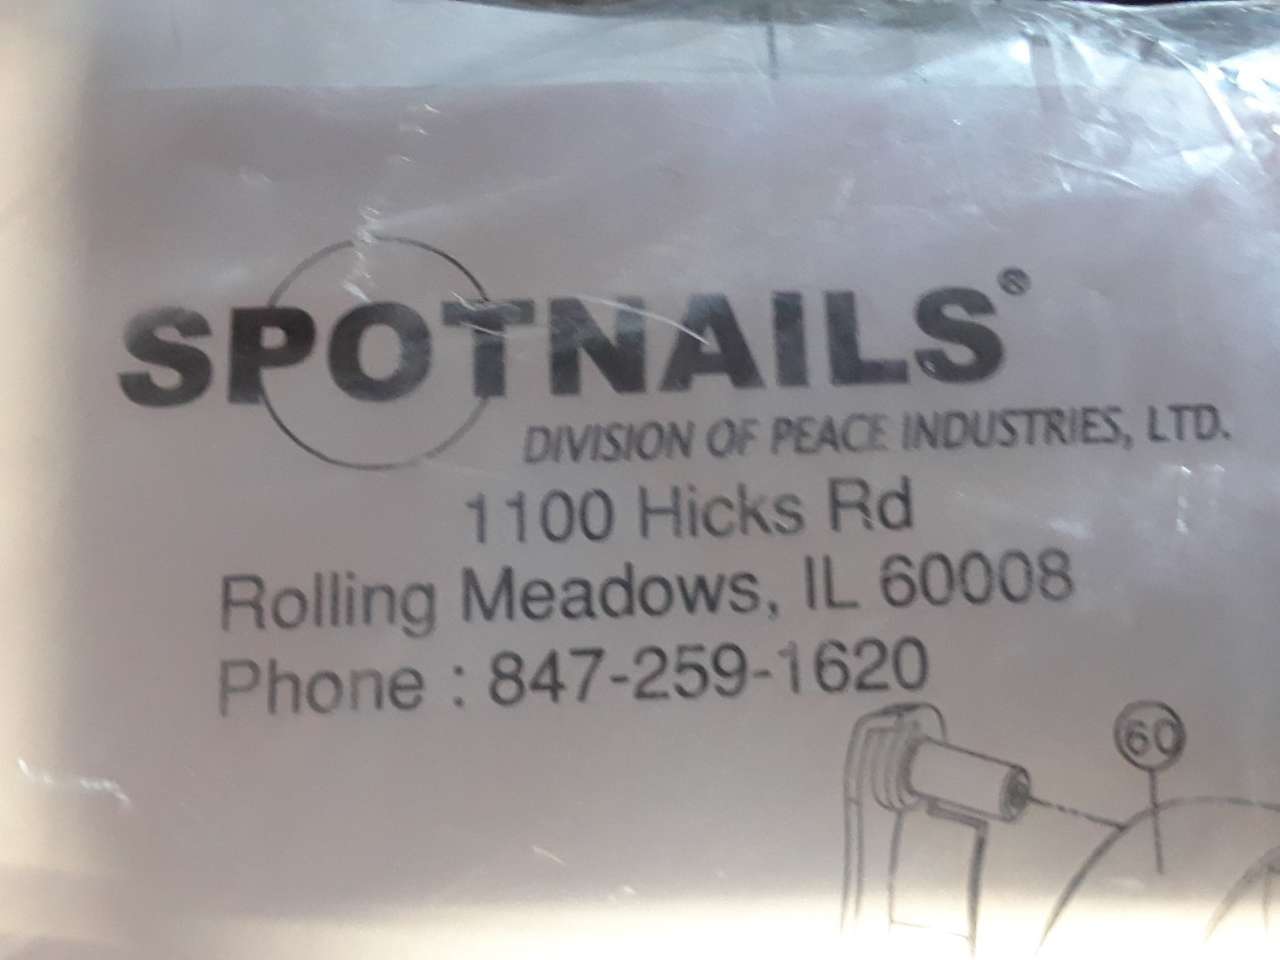 SPOTNAILS®
DIVISION OF PEACE INDUSTRIES, LTD.
1100 Hicks Rd
Rolling Meadows, IL 60008
Phone : 847-259-1620
60